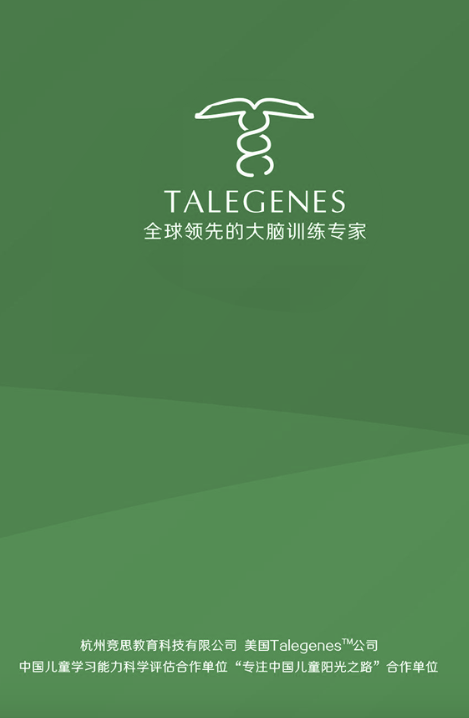 TALEGENES
全球领先的大脑训练专家
杭州竞思教育科技有限公司 美国Talegenes™公司
中国儿童学习能力科学评估合作单位“专注中国儿童阳光之路”合作单位